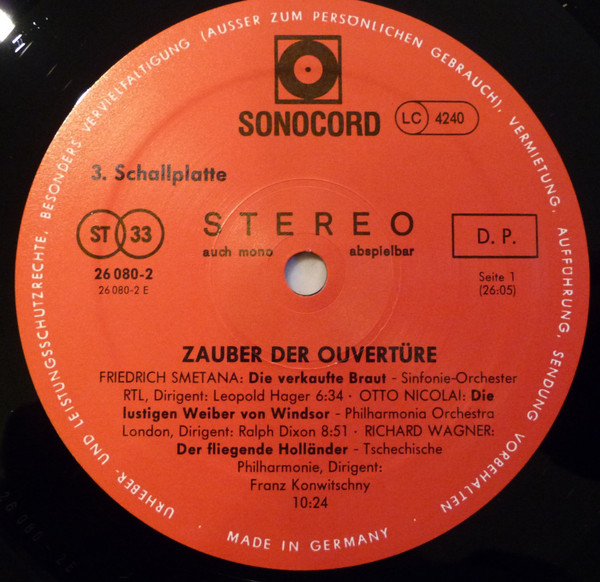 URHEBER- UND LEISTUNGSSCHUTZRECHTE, BESONDERS VERVIELFÄLTIGUNG (AUSSER ZUM PERSÖNLICHEN GEBRAUCH), VERMIETUNG, AUFFÜHRUNG, SENDUNG VORBEHALTEN
SONOCORD
LC 4240
3. Schallplatte
ST 33
STEREO
auch mono abspielbar
D. P.
26 080-2
26 080-2 E
Seite 1
(26:05)
ZAUBER DER OUVERTÜRE
FRIEDRICH SMETANA: Die verkaufte Braut - Sinfonie-Orchester
RTL, Dirigent: Leopold Hager 6:34 · OTTO NICOLAI: Die
lustigen Weiber von Windsor - Philharmonia Orchestra
London, Dirigent: Ralph Dixon 8:51 · RICHARD WAGNER:
Der fliegende Holländer - Tschechische
Philharmonie, Dirigent:
Franz Konwitschny
10:24
· MADE IN GERMANY ·